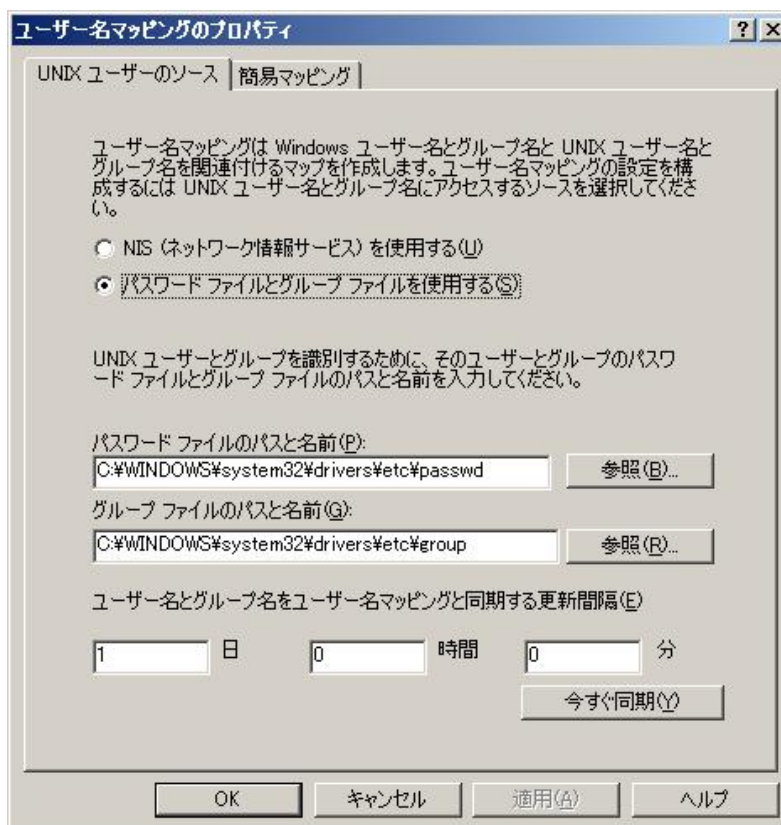 ユーザー名マッピングのプロパティ
UNIX ユーザーのソース 簡易マッピング
ユーザー名マッピングは Windows ユーザー名とグループ名と UNIX ユーザー名と
グループ名を関連付けるマップを作成します。ユーザー名マッピングの設定を構
成するには UNIX ユーザー名とグループ名にアクセスするソースを選択してくださ
い。
NIS (ネットワーク情報サービス) を使用する(U)
パスワード ファイルとグループ ファイルを使用する(S)
UNIX ユーザーとグループを識別するために、そのユーザーとグループのパスワ
ード ファイルとグループ ファイルのパスと名前を入力してください。
パスワード ファイルのパスと名前(P):
C:¥WINDOWS¥system32¥drivers¥etc¥passwd 参照(B)...
グループ ファイルのパスと名前(G):
C:¥WINDOWS¥system32¥drivers¥etc¥group 参照(R)...
ユーザー名とグループ名をユーザー名マッピングと同期する更新間隔(E)
1 日 0 時間 0 分
今すぐ同期(Y)
OK キャンセル 適用(A) ヘルプ